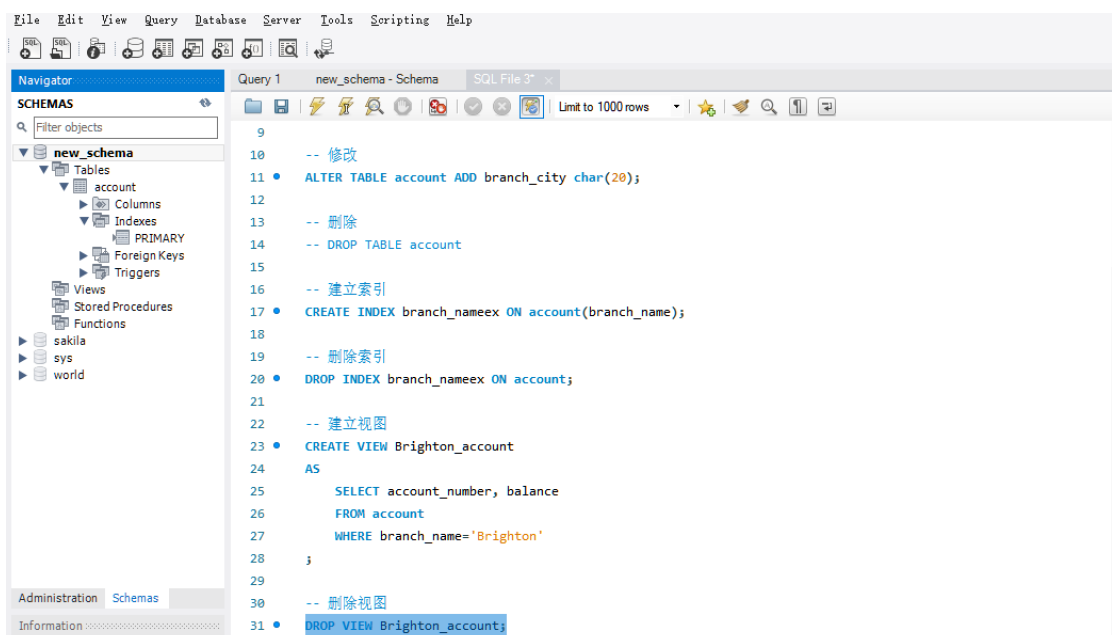 File Edit View Query Database Server Tools Scripting Help
Navigator
Query 1 new_schema - Schema SQL File 3* ×
SCHEMAS
Limit to 1000 rows
Filter objects
new_schema
Tables
account
Columns
Indexes
PRIMARY
Foreign Keys
Triggers
Views
Stored Procedures
Functions
sakila
sys
world
Administration Schemas
Information
9
10 -- 修改
11 ALTER TABLE account ADD branch_city char(20);
12
13 -- 删除
14 -- DROP TABLE account
15
16 -- 建立索引
17 CREATE INDEX branch_nameex ON account(branch_name);
18
19 -- 删除索引
20 DROP INDEX branch_nameex ON account;
21
22 -- 建立视图
23 CREATE VIEW Brighton_account
24 AS
25 SELECT account_number, balance
26 FROM account
27 WHERE branch_name='Brighton'
28 ;
29
30 -- 删除视图
31 DROP VIEW Brighton_account;